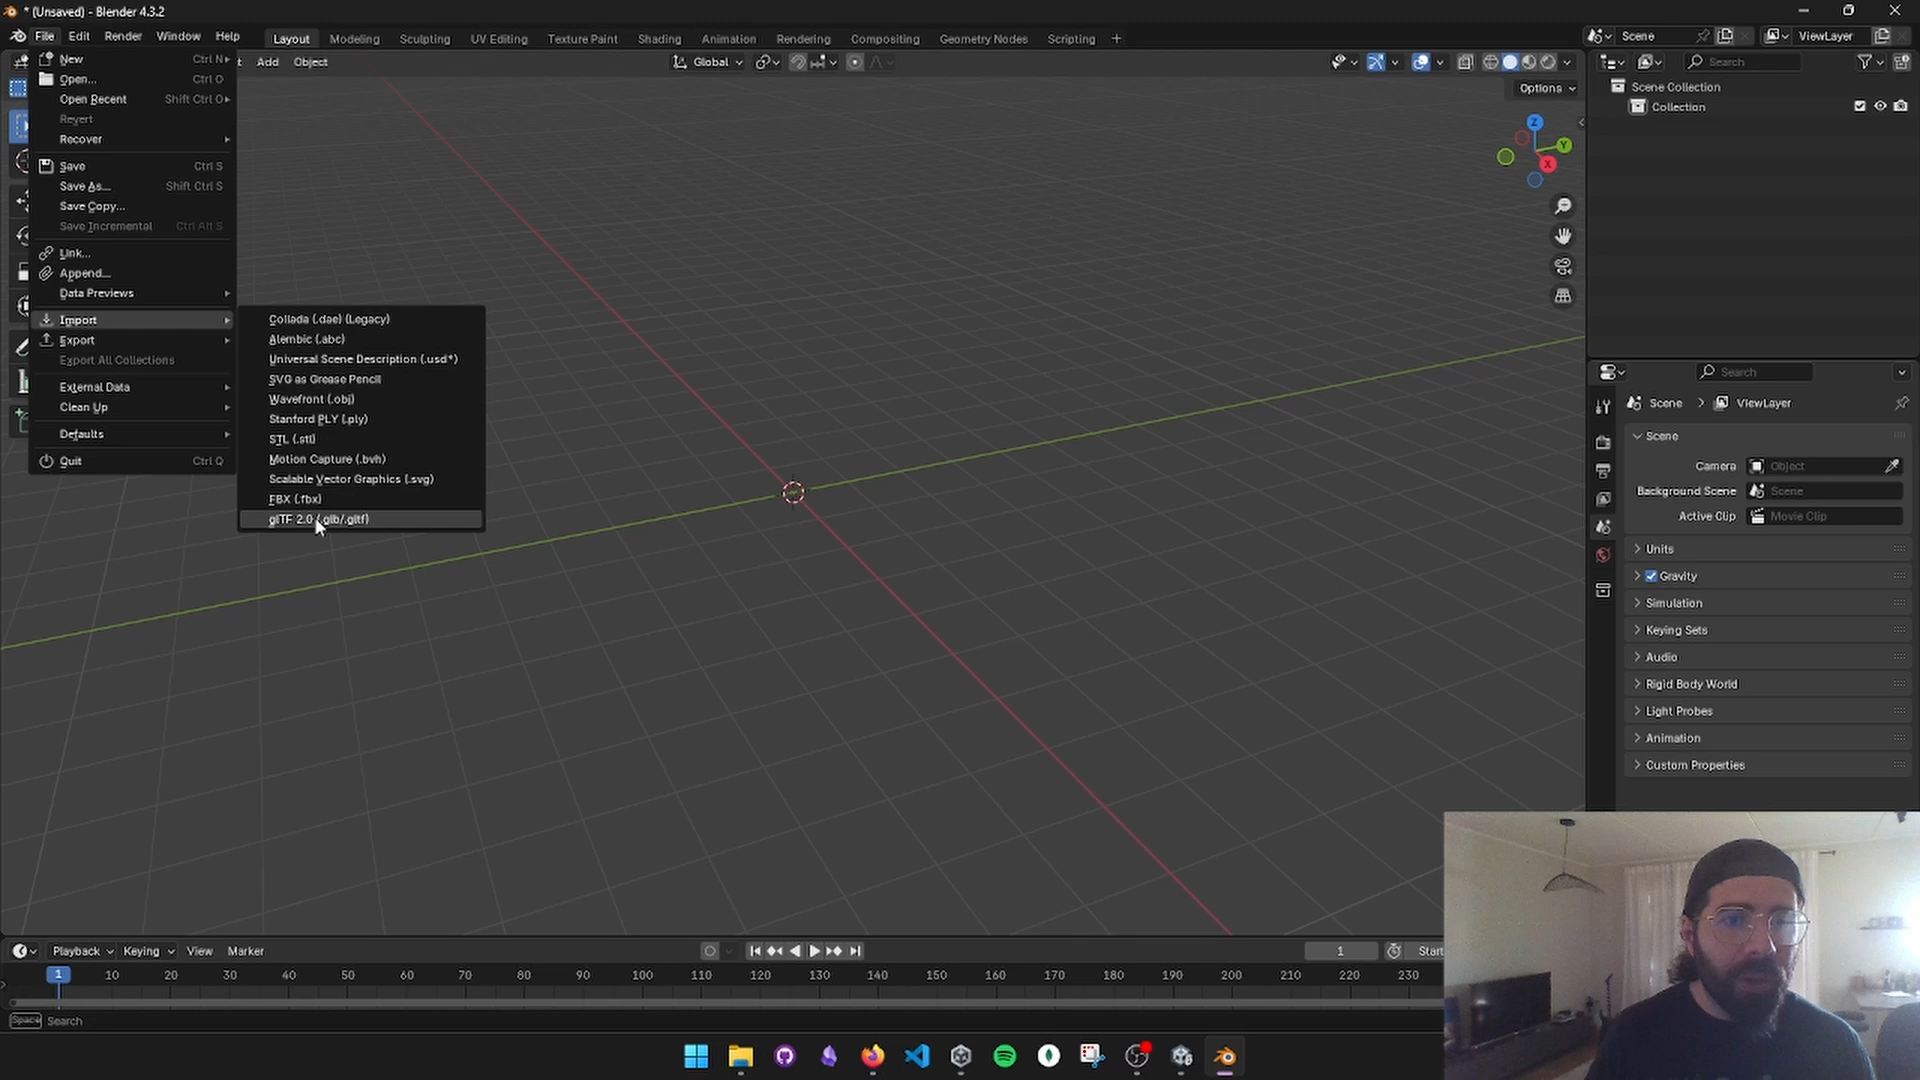 * (Unsaved) - Blender 4.3.2
File Edit Render Window Help
Layout Modeling Sculpting UV Editing Texture Paint Shading Animation Rendering Compositing Geometry Nodes Scripting +
Scene
ViewLayer
Add Object
Global
Options
New Ctrl N
Open... Ctrl O
Open Recent Shift Ctrl O
Revert
Recover
Save Ctrl S
Save As... Shift Ctrl S
Save Copy...
Save Incremental Ctrl Alt S
Link...
Append...
Data Previews
Import
Export
Export All Collections
External Data
Clean Up
Defaults
Quit Ctrl Q
Collada (.dae) (Legacy)
Alembic (.abc)
Universal Scene Description (.usd*)
SVG as Grease Pencil
Wavefront (.obj)
Stanford PLY (.ply)
STL (.stl)
Motion Capture (.bvh)
Scalable Vector Graphics (.svg)
FBX (.fbx)
glTF 2.0 (.glb/.gltf)
Z
Y
X
Search
Scene Collection
Collection
Search
Scene > ViewLayer
Scene
Camera Object
Background Scene Scene
Active Clip Movie Clip
Units
Gravity
Simulation
Keying Sets
Audio
Rigid Body World
Light Probes
Animation
Custom Properties
Playback Keying View Marker
1
Start
1 10 20 30 40 50 60 70 80 90 100 110 120 130 140 150 160 170 180 190 200 210 220 230
Space Search